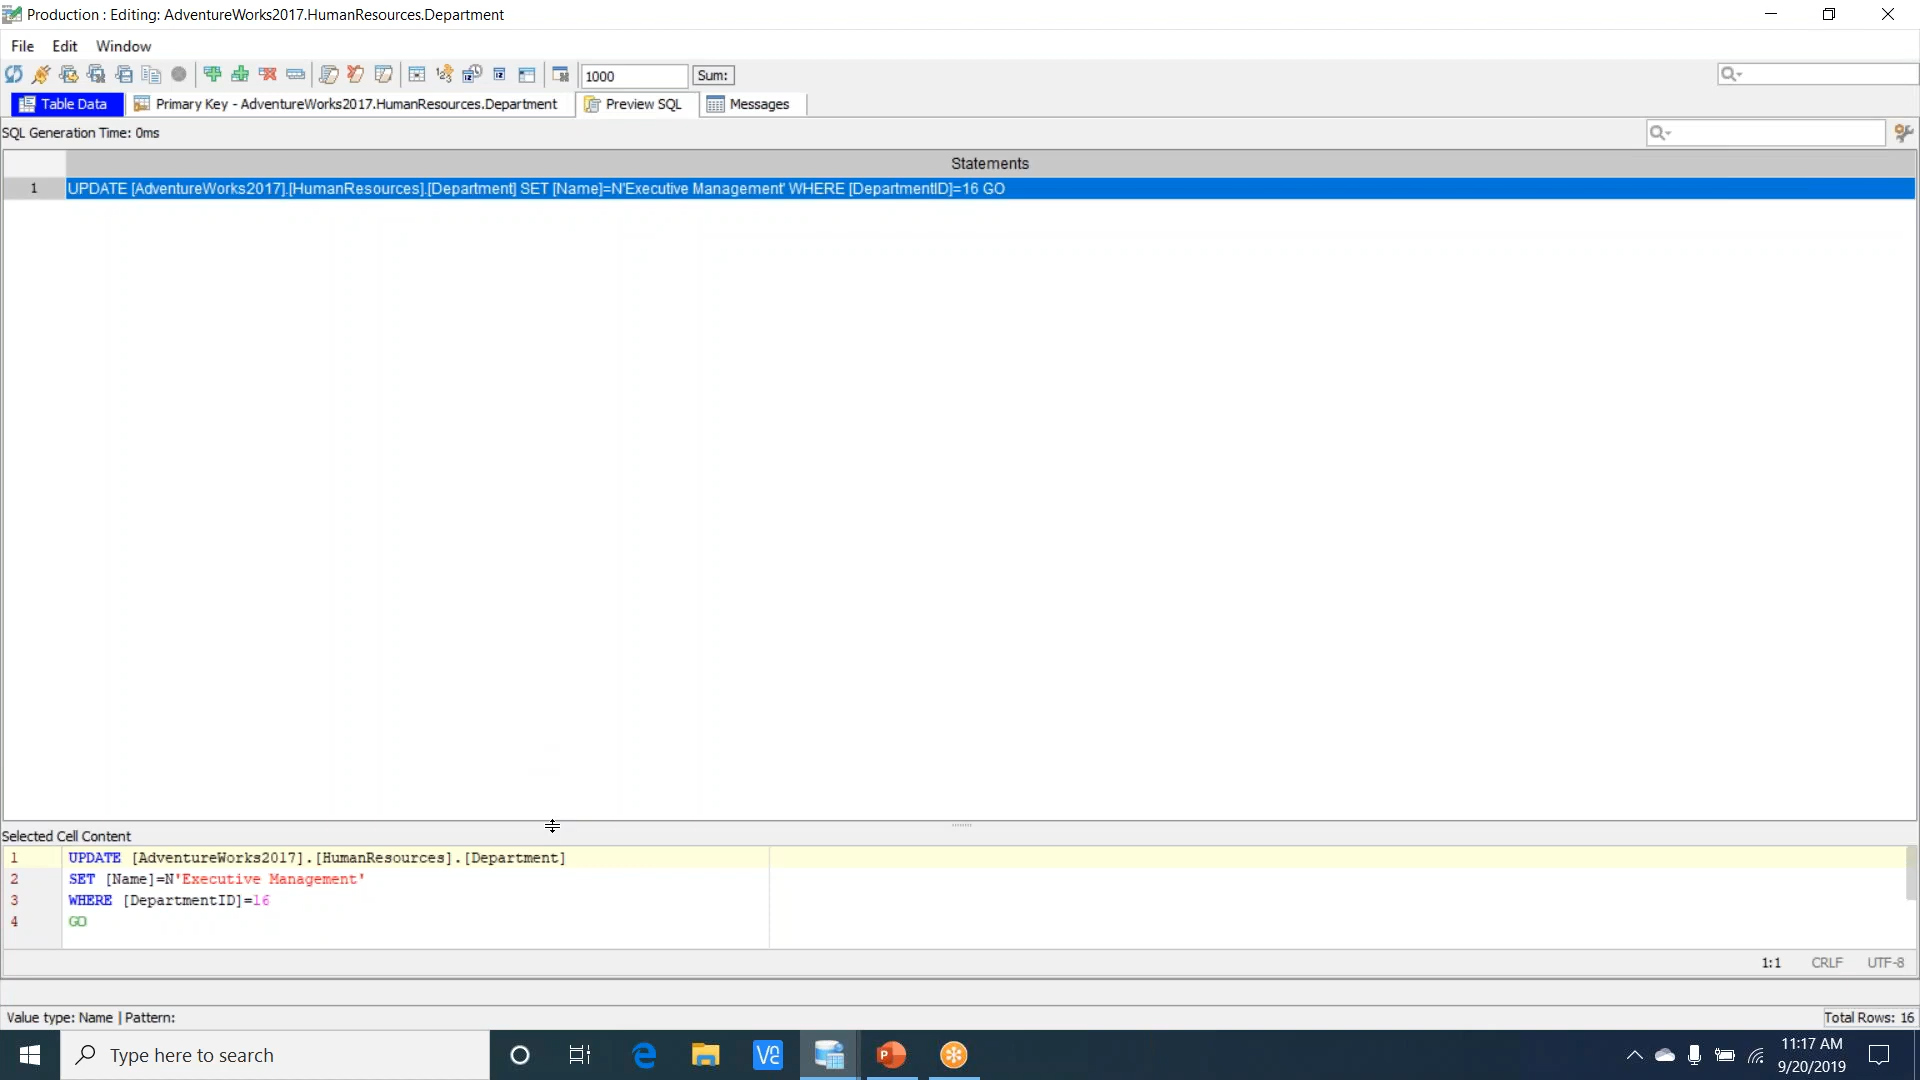 Production : Editing: AdventureWorks2017.HumanResources.Department
File Edit Window
1000 Sum:
Table Data Primary Key - AdventureWorks2017.HumanResources.Department Preview SQL Messages
SQL Generation Time: 0ms
Statements
1 UPDATE [AdventureWorks2017].[HumanResources].[Department] SET [Name]=N'Executive Management' WHERE [DepartmentID]=16 GO
Selected Cell Content
1 UPDATE [AdventureWorks2017].[HumanResources].[Department]
2 SET [Name]=N'Executive Management'
3 WHERE [DepartmentID]=16
4 GO
1:1 CRLF UTF-8
Value type: Name | Pattern: Total Rows: 16
Type here to search
11:17 AM
9/20/2019